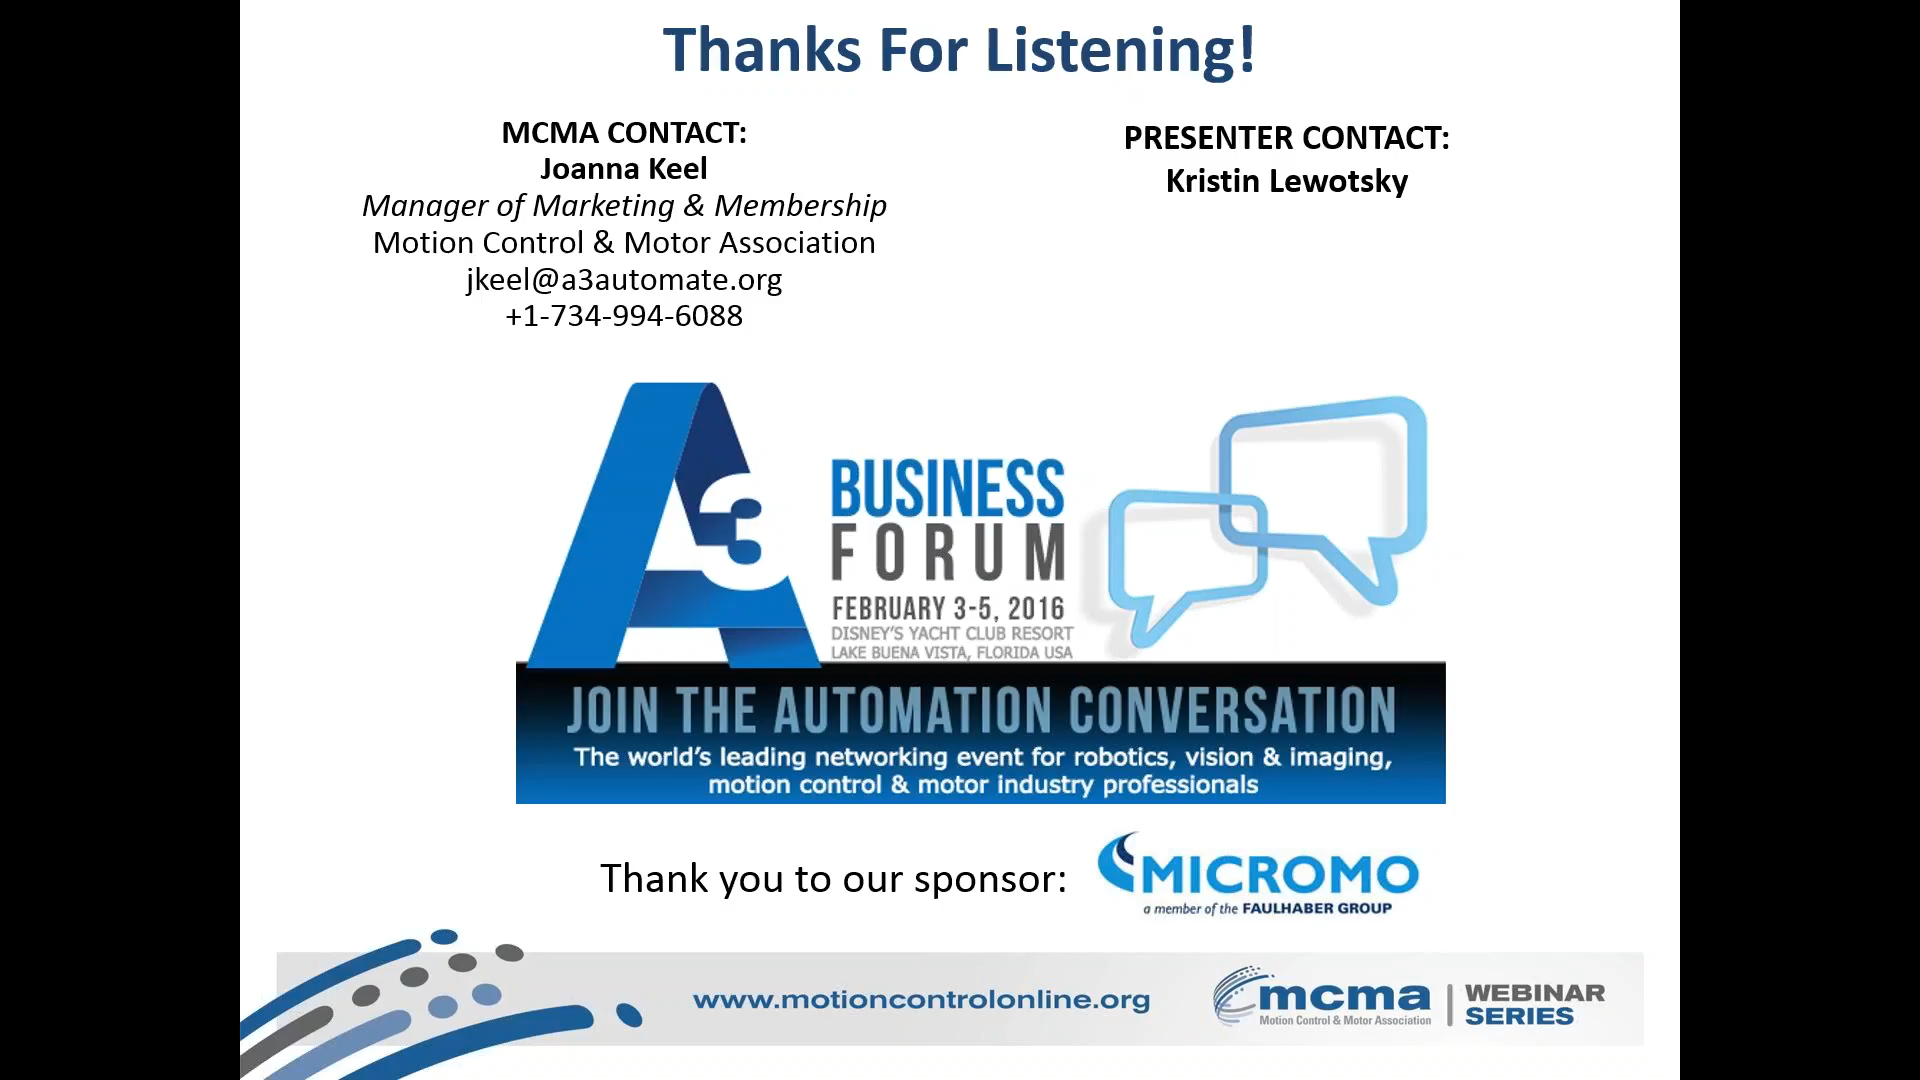 Thanks For Listening!
MCMA CONTACT:
Joanna Keel
Manager of Marketing & Membership
Motion Control & Motor Association
jkeel@a3automate.org
+1-734-994-6088
PRESENTER CONTACT:
Kristin Lewotsky
A3
BUSINESS
FORUM
FEBRUARY 3-5, 2016
DISNEY'S YACHT CLUB RESORT
LAKE BUENA VISTA, FLORIDA USA
JOIN THE AUTOMATION CONVERSATION
The world's leading networking event for robotics, vision & imaging,
motion control & motor industry professionals
Thank you to our sponsor:
MICROMO
a member of the FAULHABER GROUP
www.motioncontrolonline.org
mcma
Motion Control & Motor Association
WEBINAR
SERIES